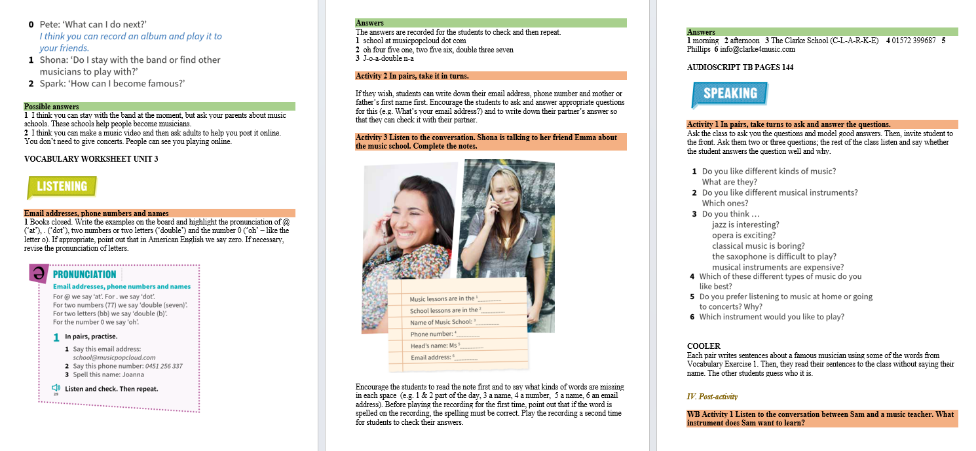 0 Pete: ‘What can I do next?’
I think you can record an album and play it
to your friends.
1 Shona: ‘Do I stay with the band or find other
musicians to play with?’
2 Spark: ‘How can I become famous?’
Possible answers
1 I think you can stay with the band at the moment, but ask your parents about music
schools. These schools help people become musicians.
2 I think you can make a music video and then ask adults to help you post it online.
You don’t need to give concerts. People can see you playing online.
VOCABULARY WORKSHEET UNIT 3
LISTENING
Email addresses, phone numbers and names
1 Books closed. Write the examples on the board and highlight the pronunciation of @
(‘at’), . (‘dot’), two numbers or two letters (‘double’) and the number 0 (‘oh’ – like the
letter o). If appropriate, point out that in American English we say zero. If necessary,
revise the pronunciation of letters.
ə PRONUNCIATION
Email addresses, phone numbers and names
For @ we say ‘at’. For . we say ‘dot’.
For two numbers (77) we say ‘double (seven)’.
For two letters (bb) we say ‘double (b)’.
For the number 0 we say ‘oh’.
1 In pairs, practise.
1 Say this email address:
school@musicpopcloud.com
2 Say this phone number: 0451 256 337
3 Spell this name: Joanna
Listen and check. Then repeat.
Answers
The answers are recorded for the students to check and then repeat.
1 school at musicpopcloud dot com
2 oh four five one, two five six, double three seven
3 J-o-a-double n-a
Activity 2 In pairs, take it in turns.
If they wish, students can write down their email address, phone number and mother or
father’s name first name. Encourage the students to ask and answer appropriate questions
for this (e.g. What’s your email address?) and to write down their partner’s answer so
that they can check it with their partner.
Activity 3 Listen to the conversation. Shona is talking to her friend Emma about
the music school. Complete the notes.
Music lessons are in the 1
School lessons are in the 2
Name of Music School: 3
Phone number: 4
Head’s name: Ms 5
Email address: 6
Encourage the students to read the note first and to say what kinds of words are missing
in each space (e.g. 1 & 2 part of the day, 3 a name, 4 a number, 5 a name, 6 an email
address). Before playing the recording for the first time, point out that if the word is
spelled on the recording, the spelling must be correct. Play the recording a second time
for students to check their answers.
Answers
1 morning 2 afternoon 3 The Clarke School (C-L-A-R-K-E) 4 01572 399687 5
Phillips 6 info@clarke4music.com
AUDIOSCRIPT TB PAGES 144
SPEAKING
Activity 1 In pairs, take turns to ask and answer the questions.
Ask the class to ask you the questions and model good answers. Then, invite student to
the front. Ask them two or three questions; the rest of the class listen and say whether
the student answers the question well and why.
1 Do you like different kinds of music?
What are they?
2 Do you like different musical instruments?
Which ones?
3 Do you think …
jazz is interesting?
opera is exciting?
classical music is boring?
the saxophone is difficult to play?
musical instruments are expensive?
4 Which of these different types of music do you
like best?
5 Do you prefer listening to music at home or going
to concerts? Why?
6 Which instrument would you like to play?
COOLER
Each pair writes sentences about a famous musician using some of the words from
Vocabulary Exercise 1. Then, they read their sentences to the class without saying their
name. The other students guess who it is.
IV. Post-activity
WB Activity 1 Listen to the conversation between Sam and a music teacher. What
instrument does Sam want to learn?